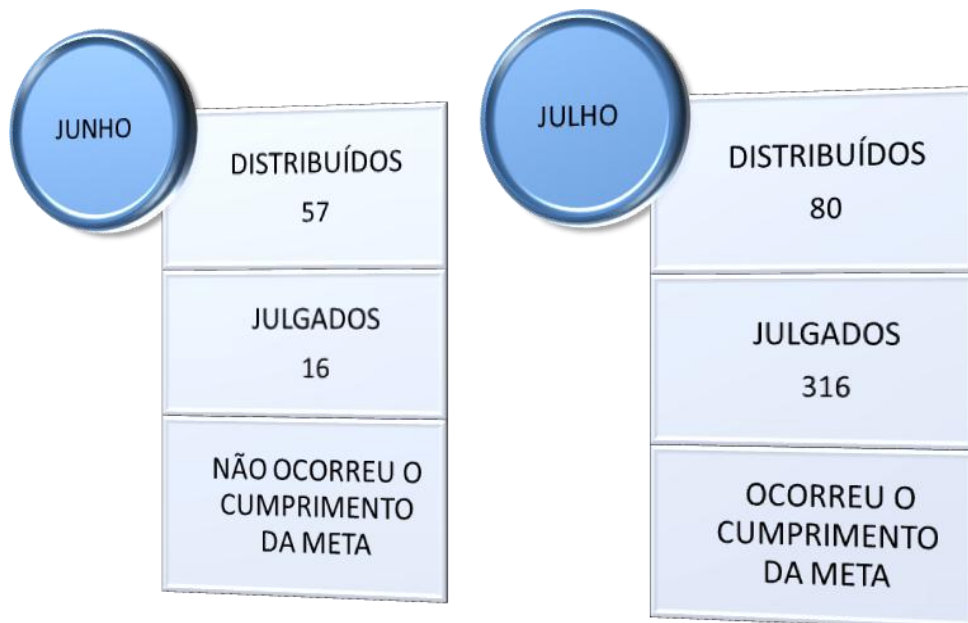 JUNHO
DISTRIBUÍDOS
57
JULGADOS
16
NÃO OCORREU O
CUMPRIMENTO
DA META
JULHO
DISTRIBUÍDOS
80
JULGADOS
316
OCORREU O
CUMPRIMENTO
DA META